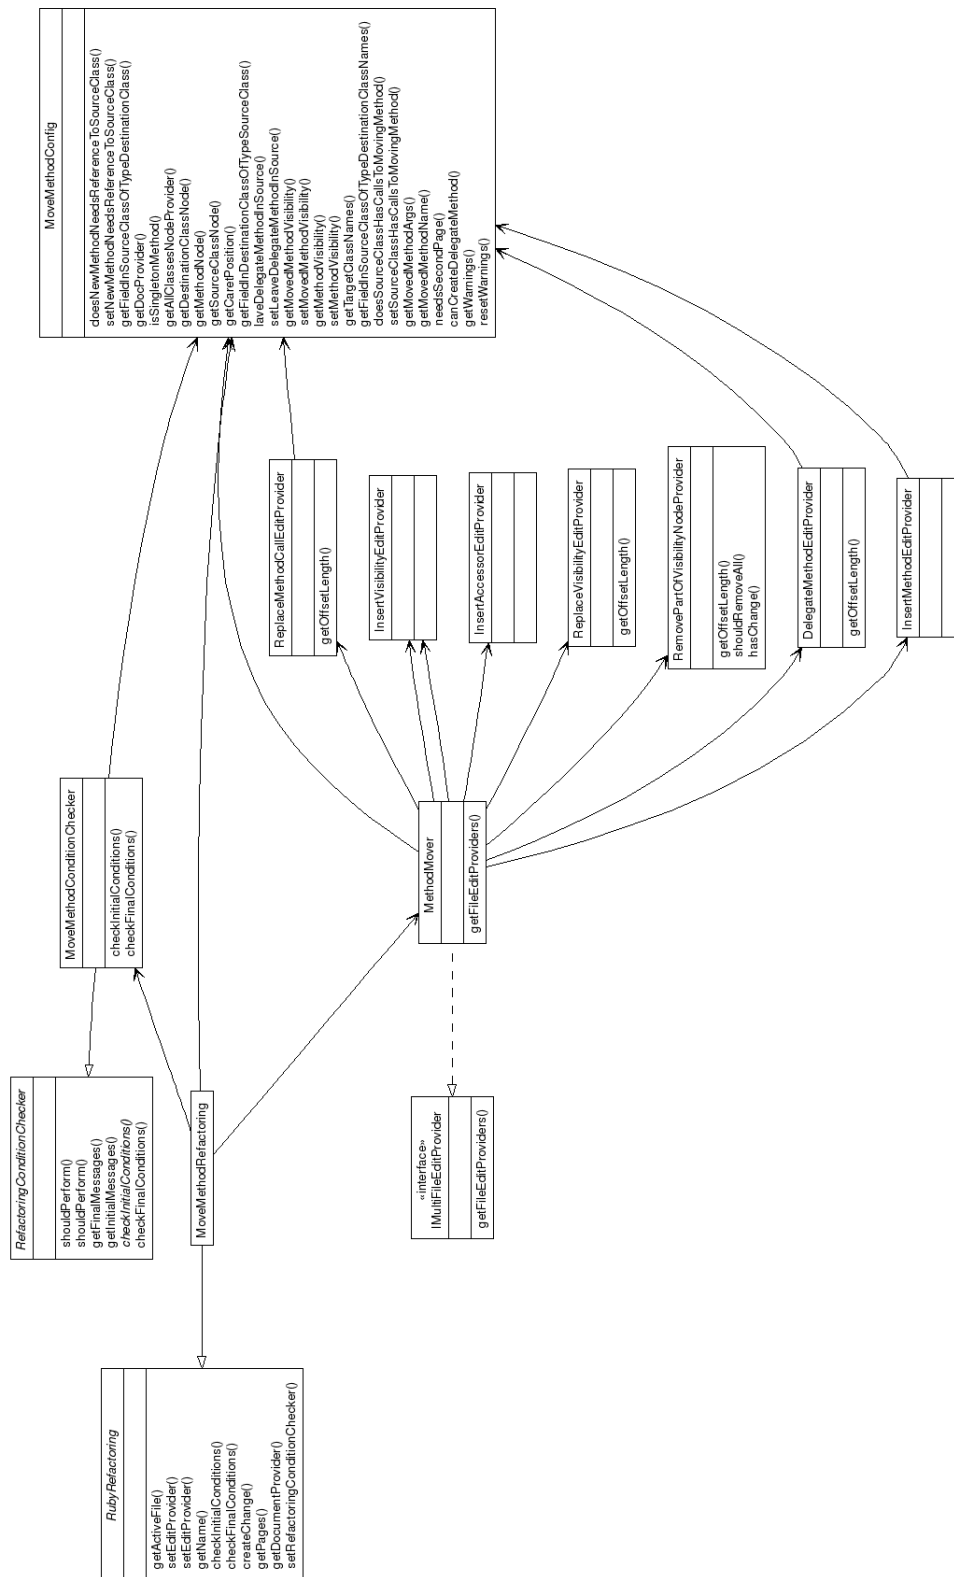 MoveMethodConfig
doesNewMethodNeedsReferenceToSourceClass()
setNewMethodNeedsReferenceToSourceClass()
getFieldInSourceClassOfTypeDestinationClass()
getDocProvider()
isSingletonMethod()
getAllClassesNodeProvider()
getDestinationClassNode()
getMethodNode()
getSourceClassNode()
getCaretPosition()
getFieldInDestinationClassOfTypeSourceClass()
laveDelegateMethodInSource()
setLeaveDelegateMethodInSource()
getMovedMethodVisibility()
setMovedMethodVisibility()
getMethodVisibility()
setMethodVisibility()
getTargetClassNames()
getFieldInSourceClassOfTypeDestinationClassNames()
doesSourceClassHasCallsToMovingMethod()
setSourceClassHasCallsToMovingMethod()
getMovedMethodArgs()
getMovedMethodName()
needsSecondPage()
canCreateDelegateMethod()
getWarnings()
resetWarnings()
ReplaceMethodCallEditProvider
getOffsetLength()
InsertVisibilityEditProvider
InsertAccessorEditProvider
ReplaceVisibilityEditProvider
getOffsetLength()
RemovePartOfVisibilityNodeProvider
getOffsetLength()
shouldRemoveAll()
hasChange()
DelegateMethodEditProvider
getOffsetLength()
InsertMethodEditProvider
MoveMethodConditionChecker
checkInitialConditions()
checkFinalConditions()
MethodMover
getFileEditProviders()
RefactoringConditionChecker
shouldPerform()
shouldPerform()
getFinalMessages()
getInitialMessages()
checkInitialConditions()
checkFinalConditions()
MoveMethodRefactoring
«interface»
IMultiFileEditProvider
getFileEditProviders()
RubyRefactoring
getActiveFile()
setEditProvider()
setEditProvider()
getName()
checkInitialConditions()
checkFinalConditions()
createChange()
getPages()
getDocumentProvider()
setRefactoringConditionChecker()